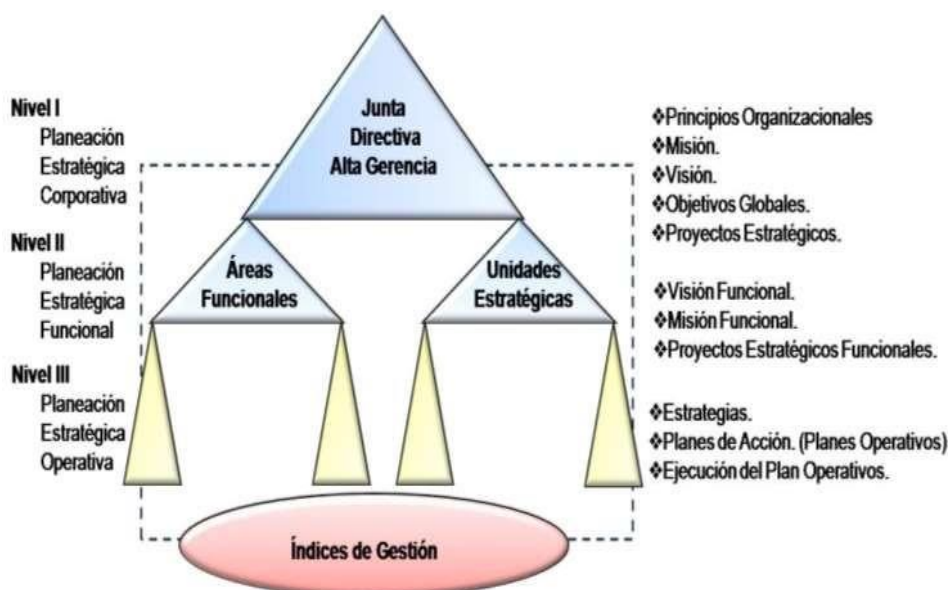 Nivel I
Planeación
Estratégica
Corporativa
Junta
Directiva
Alta Gerencia
❖Principios Organizacionales
❖Misión.
❖Visión.
❖Objetivos Globales.
❖Proyectos Estratégicos.
Nivel II
Planeación
Estratégica
Funcional
Áreas
Funcionales
Unidades
Estratégicas
❖Visión Funcional.
❖Misión Funcional.
❖Proyectos Estratégicos Funcionales.
Nivel III
Planeación
Estratégica
Operativa
❖Estrategias.
❖Planes de Acción. (Planes Operativos)
❖Ejecución del Plan Operativos.
Índices de Gestión